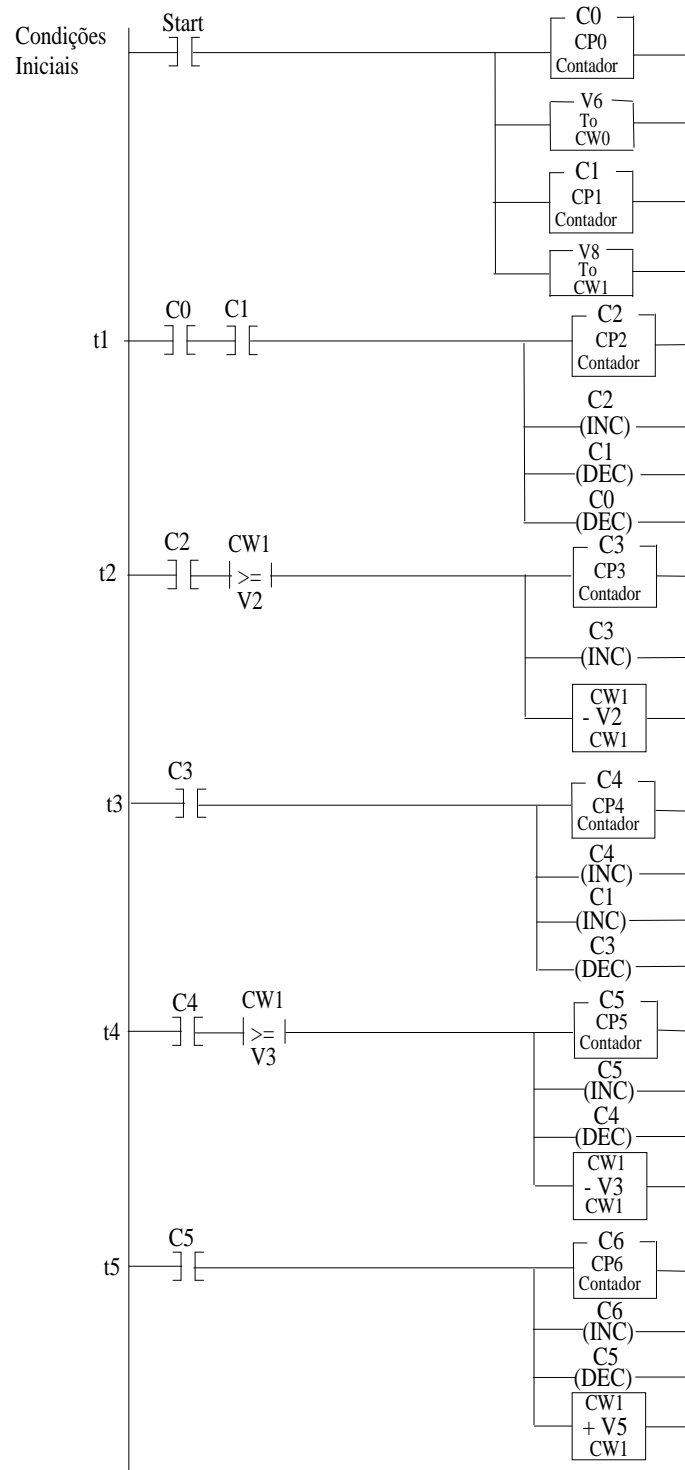 Condições
Iniciais
Start
C0
CP0
Contador
V6
To
CW0
C1
CP1
Contador
V8
To
CW1
t1
C0 C1
C2
CP2
Contador
C2
(INC)
C1
(DEC)
C0
(DEC)
t2
C2 CW1
>=
V2
C3
CP3
Contador
C3
(INC)
CW1
- V2
CW1
t3
C3
C4
CP4
Contador
C4
(INC)
C1
(INC)
C3
(DEC)
t4
C4 CW1
>=
V3
C5
CP5
Contador
C5
(INC)
C4
(DEC)
CW1
- V3
CW1
t5
C5
C6
CP6
Contador
C6
(INC)
C5
(DEC)
CW1
+ V5
CW1